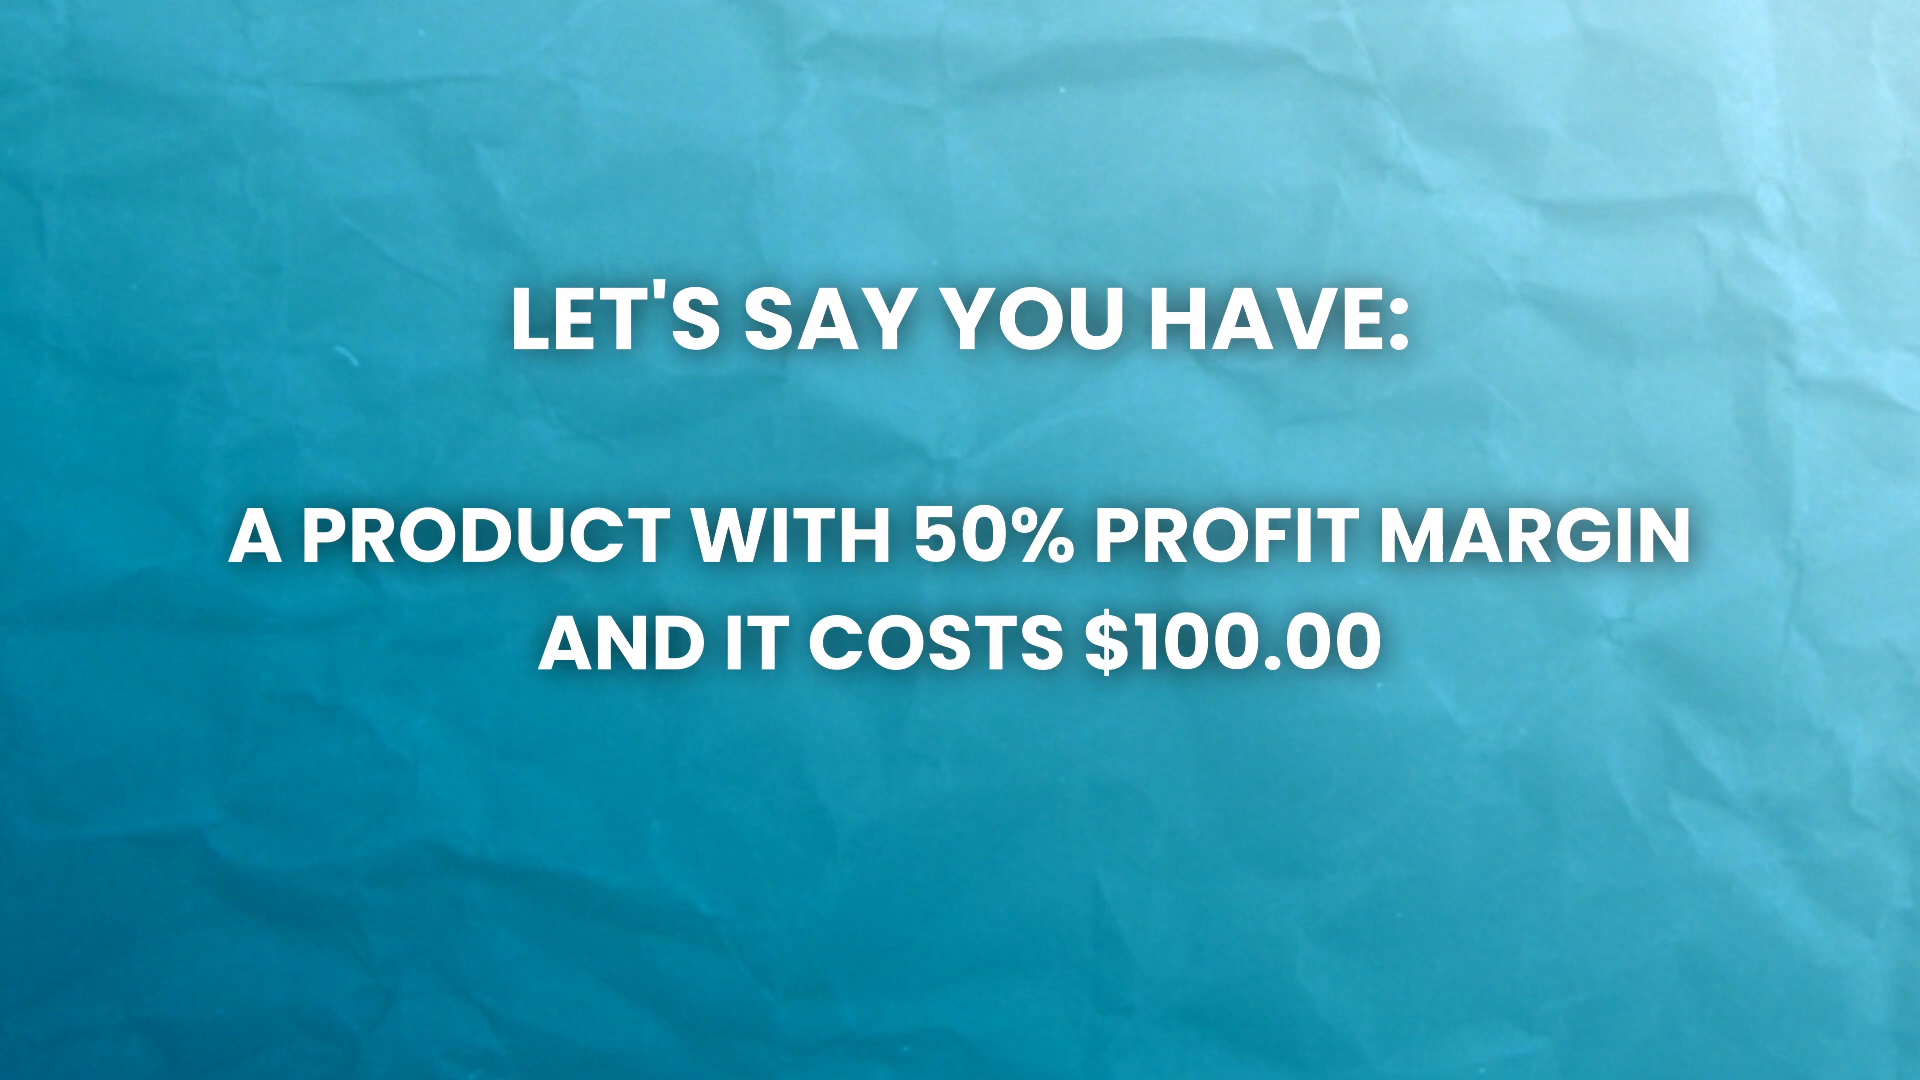 LET'S SAY YOU HAVE:
A PRODUCT WITH 50% PROFIT MARGIN
AND IT COSTS $100.00